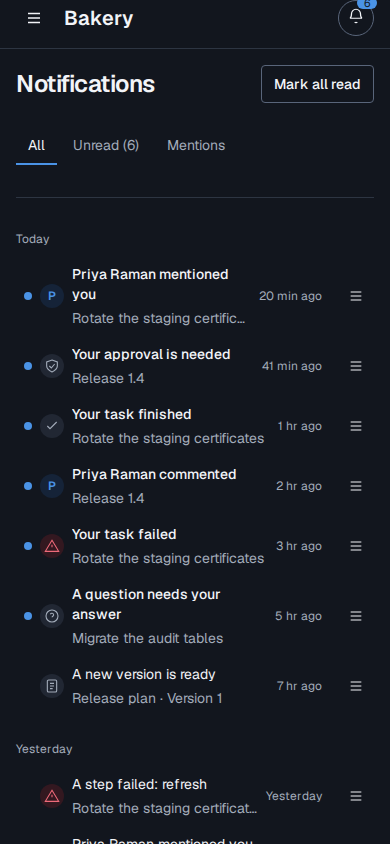 Bakery
6
Notifications
Mark all read
All
Unread (6)
Mentions
Today
P
Priya Raman mentioned
you
20 min ago
Rotate the staging certific...
Your approval is needed
41 min ago
Release 1.4
Your task finished
1 hr ago
Rotate the staging certificates
P
Priya Raman commented
2 hr ago
Release 1.4
Your task failed
3 hr ago
Rotate the staging certificates
A question needs your
answer
5 hr ago
Migrate the audit tables
A new version is ready
7 hr ago
Release plan · Version 1
Yesterday
A step failed: refresh
Yesterday
Rotate the staging certificat...
Priya Raman mentioned you